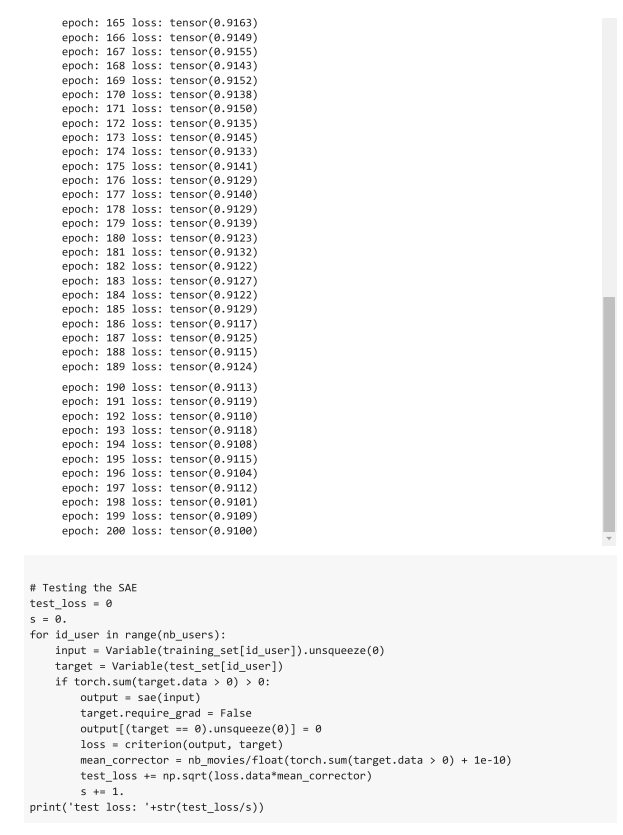 epoch: 165 loss: tensor(0.9163)
epoch: 166 loss: tensor(0.9149)
epoch: 167 loss: tensor(0.9155)
epoch: 168 loss: tensor(0.9143)
epoch: 169 loss: tensor(0.9152)
epoch: 170 loss: tensor(0.9138)
epoch: 171 loss: tensor(0.9150)
epoch: 172 loss: tensor(0.9135)
epoch: 173 loss: tensor(0.9145)
epoch: 174 loss: tensor(0.9133)
epoch: 175 loss: tensor(0.9141)
epoch: 176 loss: tensor(0.9129)
epoch: 177 loss: tensor(0.9140)
epoch: 178 loss: tensor(0.9129)
epoch: 179 loss: tensor(0.9139)
epoch: 180 loss: tensor(0.9123)
epoch: 181 loss: tensor(0.9132)
epoch: 182 loss: tensor(0.9122)
epoch: 183 loss: tensor(0.9127)
epoch: 184 loss: tensor(0.9122)
epoch: 185 loss: tensor(0.9129)
epoch: 186 loss: tensor(0.9117)
epoch: 187 loss: tensor(0.9125)
epoch: 188 loss: tensor(0.9115)
epoch: 189 loss: tensor(0.9124)
epoch: 190 loss: tensor(0.9113)
epoch: 191 loss: tensor(0.9119)
epoch: 192 loss: tensor(0.9110)
epoch: 193 loss: tensor(0.9118)
epoch: 194 loss: tensor(0.9108)
epoch: 195 loss: tensor(0.9115)
epoch: 196 loss: tensor(0.9104)
epoch: 197 loss: tensor(0.9112)
epoch: 198 loss: tensor(0.9101)
epoch: 199 loss: tensor(0.9109)
epoch: 200 loss: tensor(0.9100)
# Testing the SAE
test_loss = 0
s = 0.
for id_user in range(nb_users):
    input = Variable(training_set[id_user]).unsqueeze(0)
    target = Variable(test_set[id_user])
    if torch.sum(target.data > 0) > 0:
        output = sae(input)
        target.require_grad = False
        output[(target == 0).unsqueeze(0)] = 0
        loss = criterion(output, target)
        mean_corrector = nb_movies/float(torch.sum(target.data > 0) + 1e-10)
        test_loss += np.sqrt(loss.data*mean_corrector)
        s += 1.
print('test loss: '+str(test_loss/s))